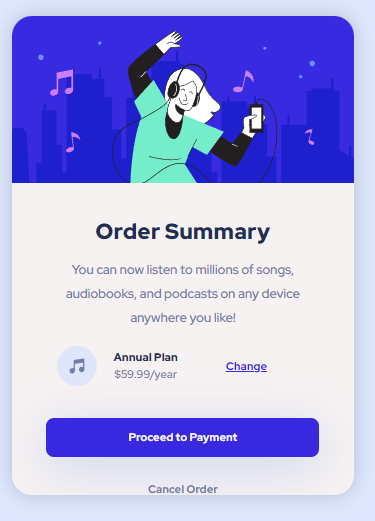 Order Summary
You can now listen to millions of songs,
audiobooks, and podcasts on any device
anywhere you like!
Annual Plan
$59.99/year
Change
Proceed to Payment
Cancel Order